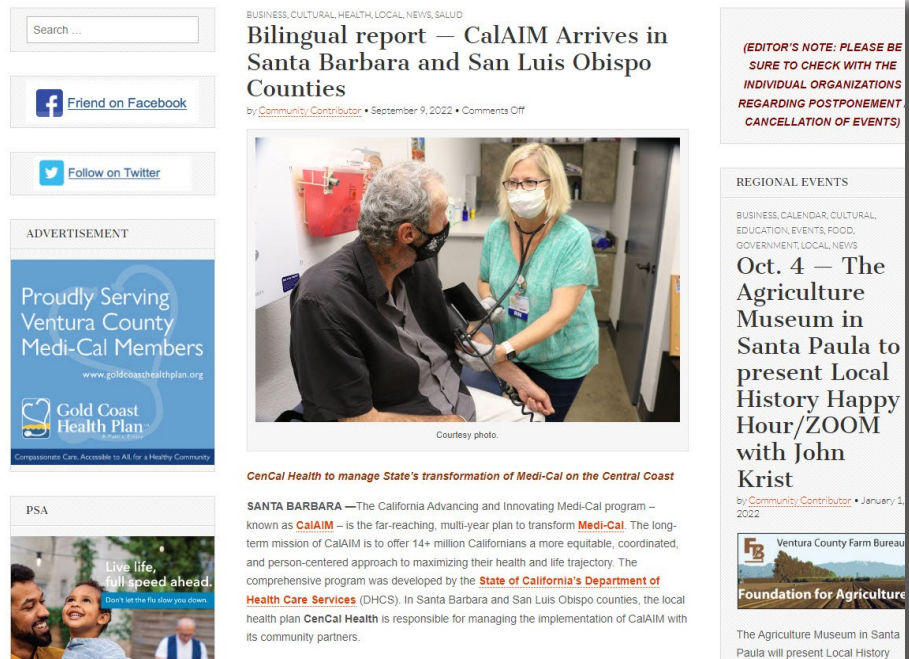 Search ...
Friend on Facebook
Follow on Twitter
ADVERTISEMENT
Proudly Serving
Ventura County
Medi-Cal Members
www.goldcoasthealthplan.org
Gold Coast
Health Plan
A Public Entity
Compassionate Care, Accessible to All, for a Healthy Community
PSA
Live life,
full speed ahead.
Don't let the flu slow you down.
BUSINESS, CULTURAL, HEALTH, LOCAL, NEWS, SALUD
Bilingual report — CalAIM Arrives in
Santa Barbara and San Luis Obispo
Counties
by Community Contributor • September 9, 2022 • Comments Off
Courtesy photo.
CenCal Health to manage State's transformation of Medi-Cal on the Central Coast
SANTA BARBARA —The California Advancing and Innovating Medi-Cal program –
known as CalAIM – is the far-reaching, multi-year plan to transform Medi-Cal. The long-
term mission of CalAIM is to offer 14+ million Californians a more equitable, coordinated,
and person-centered approach to maximizing their health and life trajectory. The
comprehensive program was developed by the State of California's Department of
Health Care Services (DHCS). In Santa Barbara and San Luis Obispo counties, the local
health plan CenCal Health is responsible for managing the implementation of CalAIM with
its community partners.
(EDITOR'S NOTE: PLEASE BE
SURE TO CHECK WITH THE
INDIVIDUAL ORGANIZATIONS
REGARDING POSTPONEMENT
CANCELLATION OF EVENTS)
REGIONAL EVENTS
BUSINESS, CALENDAR, CULTURAL,
EDUCATION, EVENTS, FOOD,
GOVERNMENT, LOCAL, NEWS
Oct. 4 — The
Agriculture
Museum in
Santa Paula to
present Local
History Happy
Hour/ZOOM
with John
Krist
by Community Contributor • January 1,
2022
FB
Ventura County Farm Bureau
Foundation for Agriculture
The Agriculture Museum in Santa
Paula will present Local History